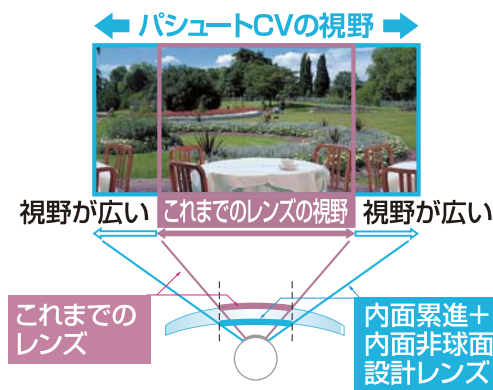 パシュートCVの視野
視野が広い
これまでのレンズの視野
視野が広い
これまでの
レンズ
内面累進＋
内面非球面
設計レンズ